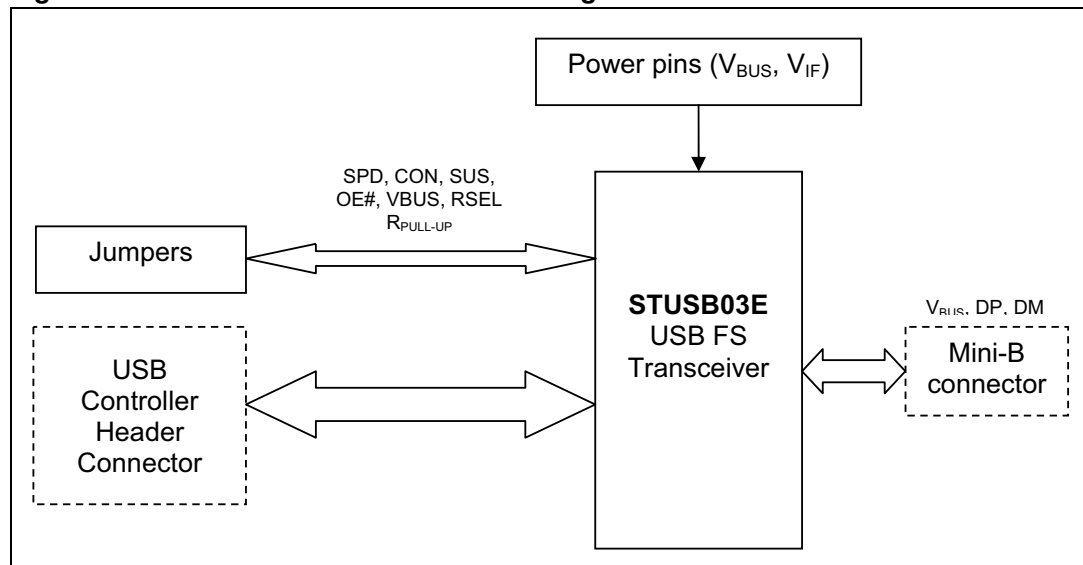 Power pins (VBUS, VIF)
SPD, CON, SUS,
OE#, VBUS, RSEL
RPULL-UP
Jumpers
STUSB03E
USB FS
Transceiver
VBUS, DP, DM
Mini-B
connector
USB
Controller
Header
Connector